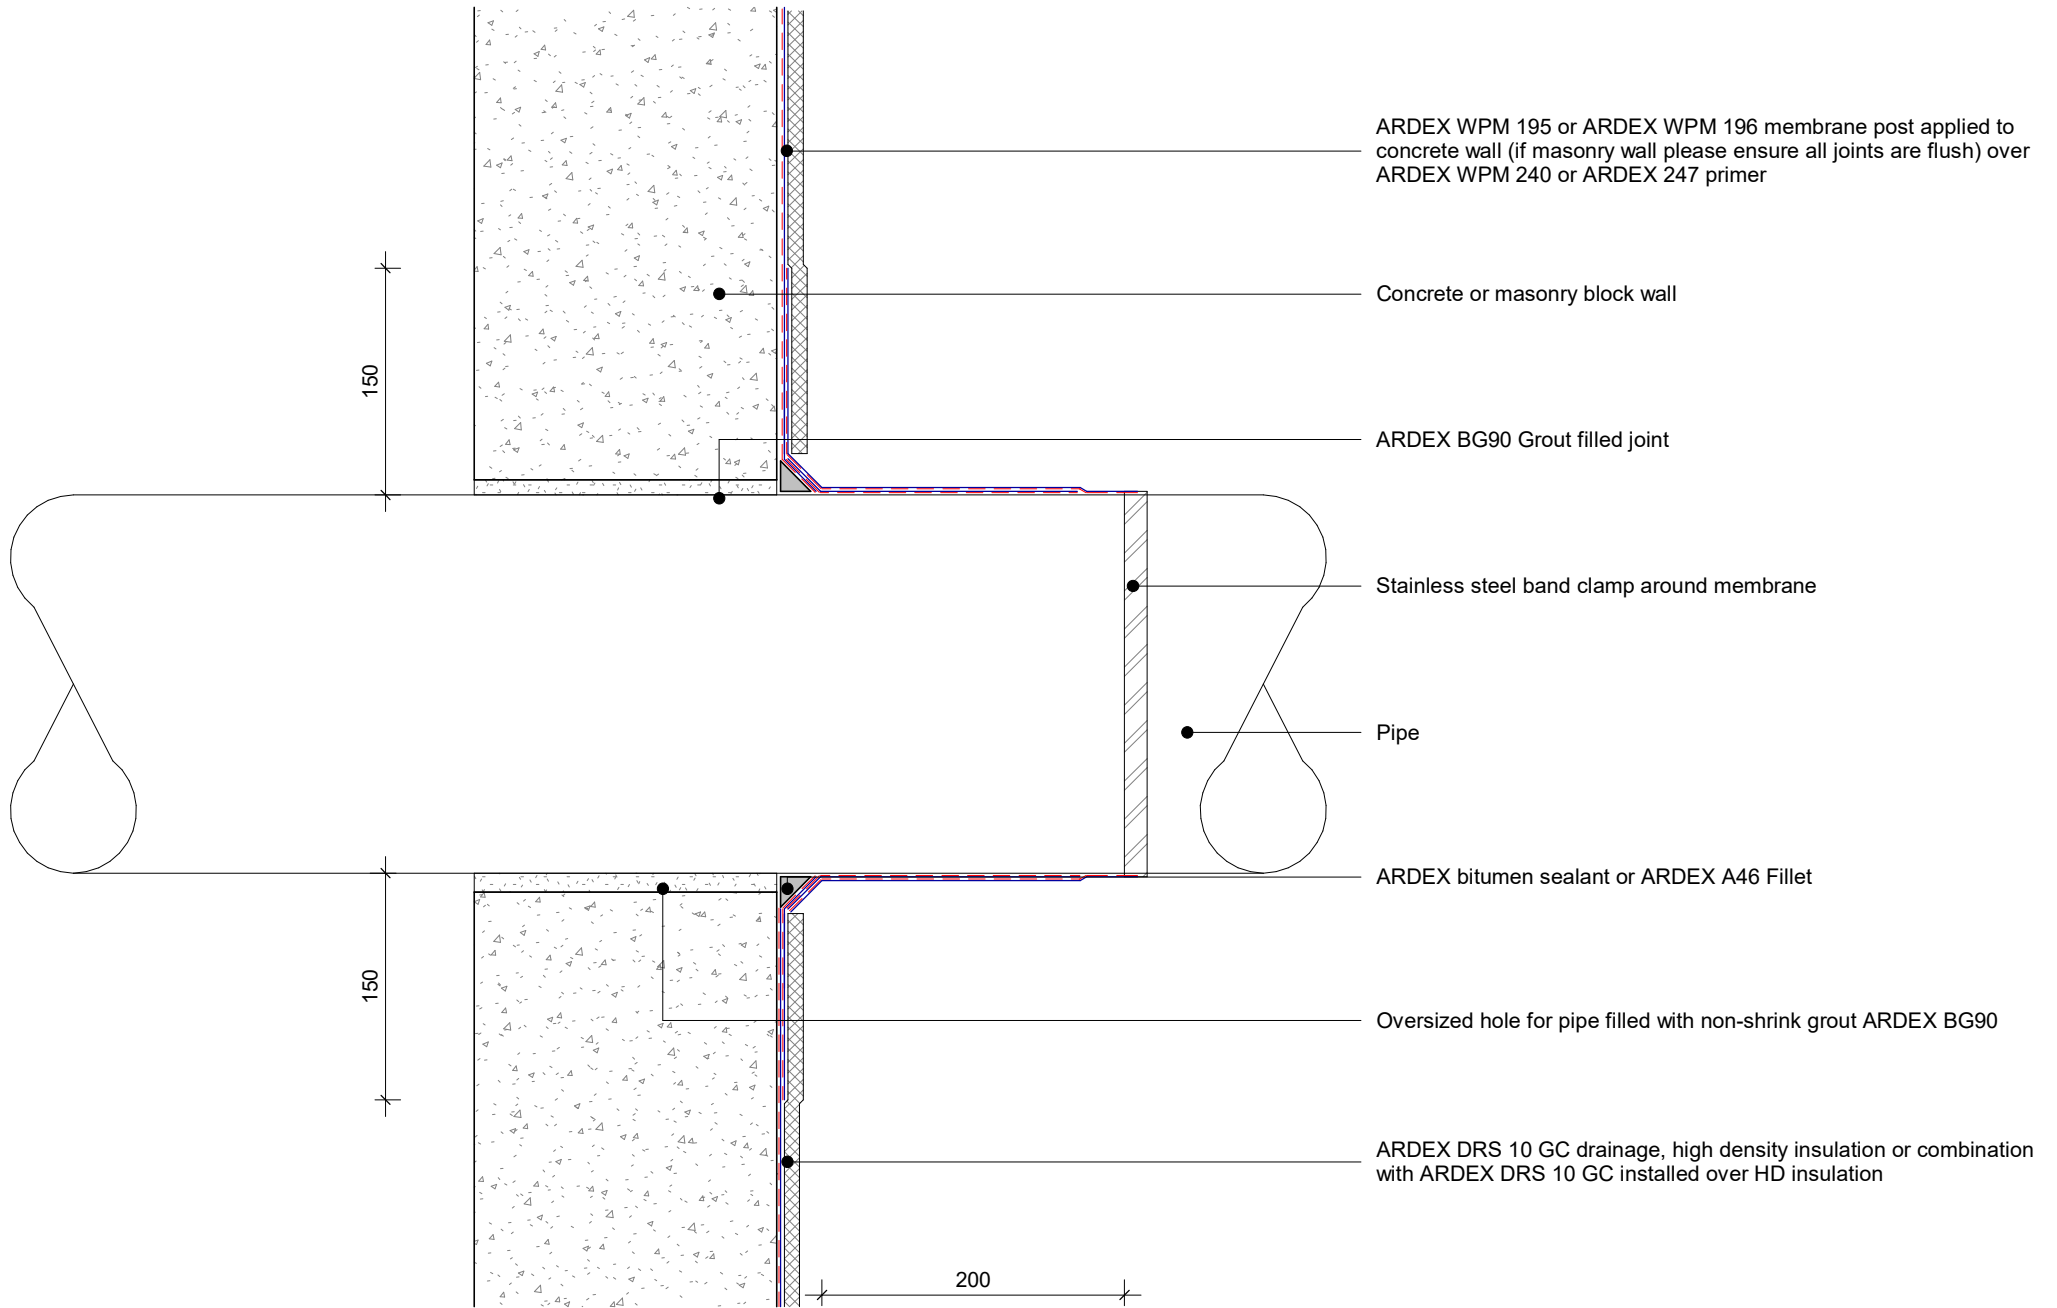 ARDEX WPM 195 or ARDEX WPM 196 membrane post applied to
concrete wall (if masonry wall please ensure all joints are flush) over
ARDEX WPM 240 or ARDEX 247 primer
Concrete or masonry block wall
150
ARDEX BG90 Grout filled joint
Stainless steel band clamp around membrane
Pipe
ARDEX bitumen sealant or ARDEX A46 Fillet
150
Oversized hole for pipe filled with non-shrink grout ARDEX BG90
ARDEX DRS 10 GC drainage, high density insulation or combination
with ARDEX DRS 10 GC installed over HD insulation
200